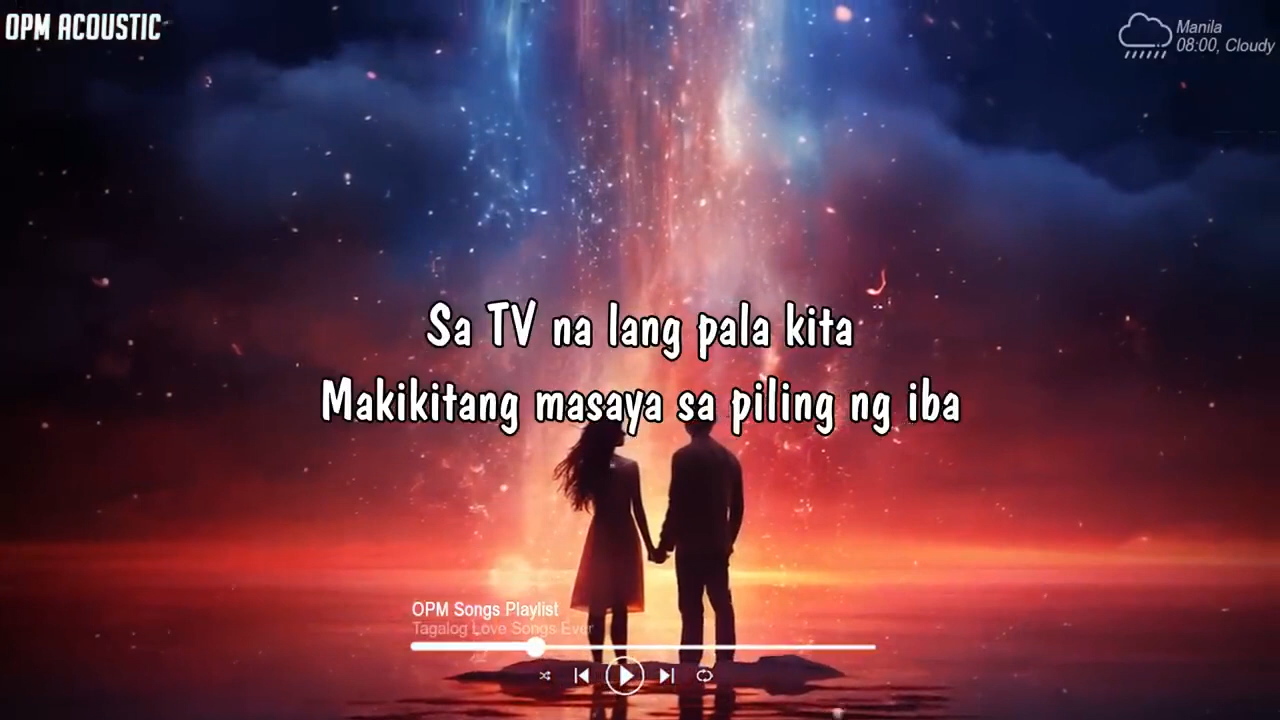 OPM ACOUSTIC
Manila
08:00, Cloudy
Sa TV na lang pala kita
Makikitang masaya sa piling ng iba
OPM Songs Playlist
Tagalog Love Songs Ever